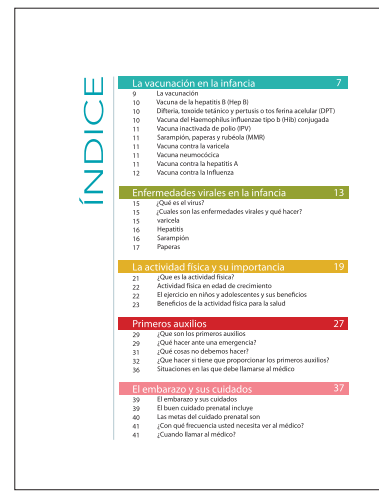 ÍNDICE
La vacunación en la infancia 7
9 La vacunación
10 Vacuna de la hepatitis B (Hep B)
10 Difteria, toxoide tetánico y pertusis o tos ferina acelular (DPT)
10 Vacuna del Haemophilus influenzae tipo b (Hib) conjugada
11 Vacuna inactivada de polio (IPV)
11 Sarampión, paperas y rubéola (MMR)
11 Vacuna contra la varicela
11 Vacuna neumocócica
11 Vacuna contra la hepatitis A
12 Vacuna contra la Influenza
Enfermedades virales en la infancia 13
15 ¿Qué es el virus?
15 ¿Cuales son las enfermedades virales y qué hacer?
15 varicela
16 Hepatitis
16 Sarampión
17 Paperas
La actividad física y su importancia 19
21 ¿Que es la actividad física?
22 Actividad física en edad de crecimiento
22 El ejercicio en niños y adolescentes y sus beneficios
23 Beneficios de la actividad física para la salud
Primeros auxilios 27
29 ¿Que son los primeros auxilios
29 ¿Qué hacer ante una emergencia?
31 ¿Qué cosas no debemos hacer?
32 ¿Que hacer si tiene que proporcionar los primeros auxilios?
36 Situaciones en las que debe llamarse al médico
El embarazo y sus cuidados 37
39 El embarazo y sus cuidados
39 El buen cuidado prenatal incluye
40 Las metas del cuidado prenatal son
41 ¿Con qué frecuencia usted necesita ver al médico?
41 ¿Cuando llamar al médico?